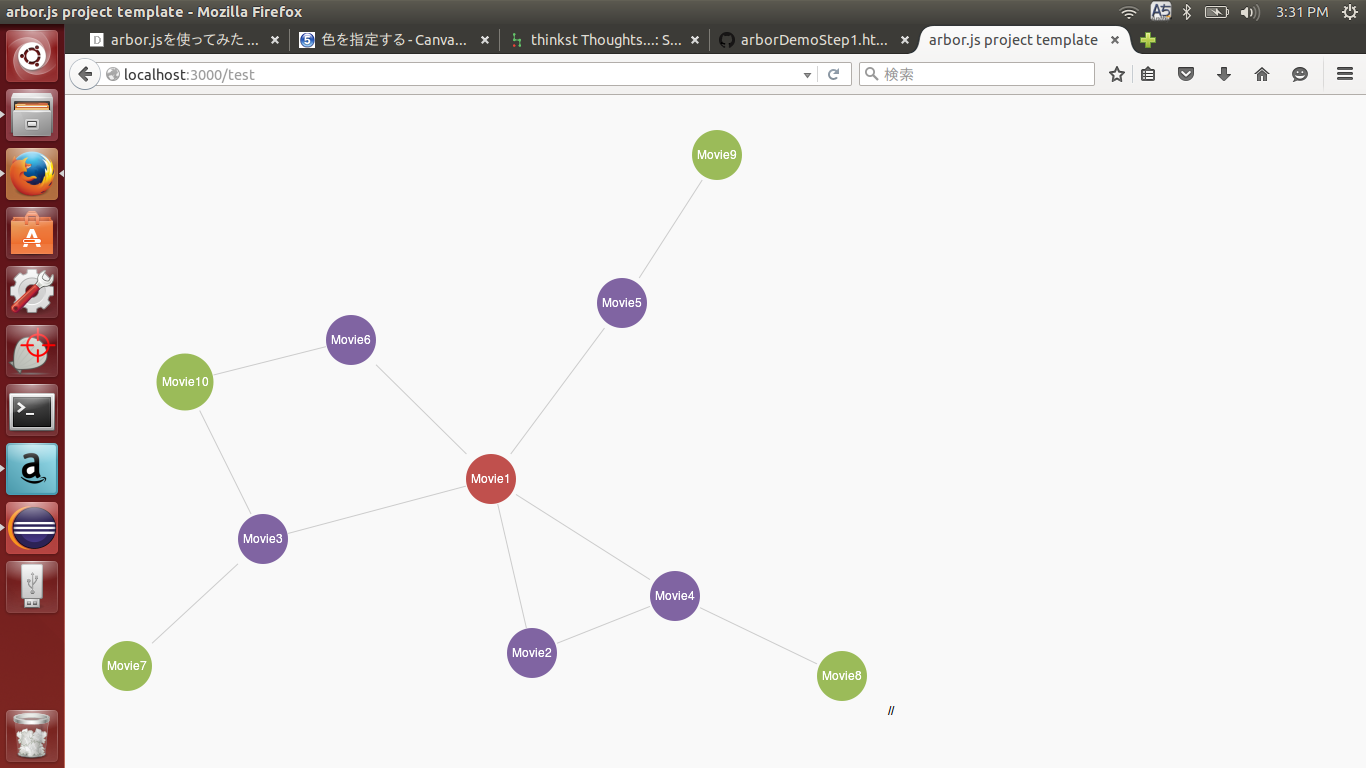 arbor.js project template - Mozilla Firefox
A5
3:31 PM
arbor.jsを使ってみた ...
色を指定する - Canva...
thinkst Thoughts...: S...
arborDemoStep1.ht...
arbor.js project template
localhost:3000/test
検索
Movie9
Movie5
Movie6
Movie10
Movie1
Movie3
Movie4
Movie2
Movie7
Movie8
//